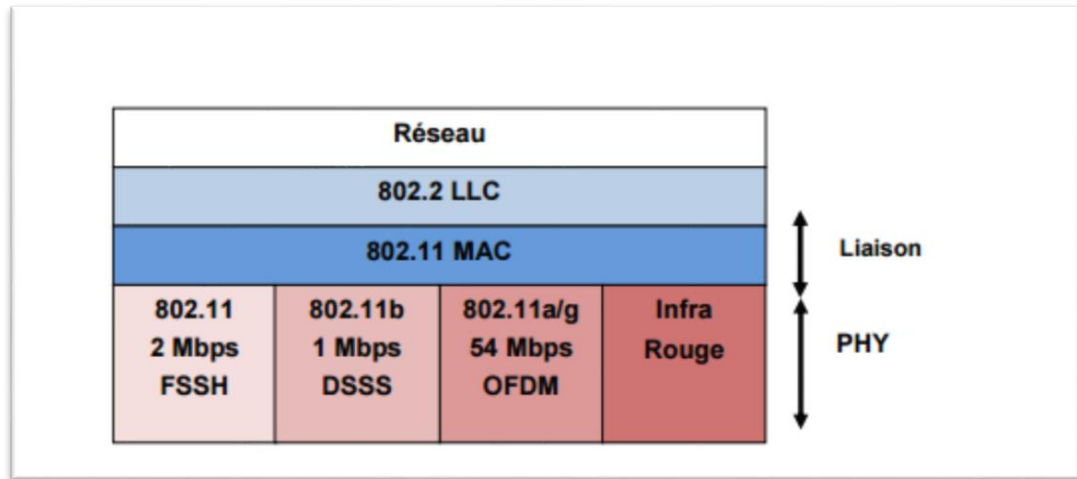 Réseau
802.2 LLC
802.11 MAC
Liaison
802.11
2 Mbps
FSSH
802.11b
1 Mbps
DSSS
802.11a/g
54 Mbps
OFDM
Infra
Rouge
PHY